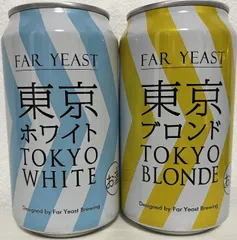 FAR YEAST
東京
ホワイト
TOKYO
WHITE
Designed by Far Yeast Brewing
FAR YEAST
東京
ブロンド
TOKYO
BLONDE
Designed by Far Yeast Brewing